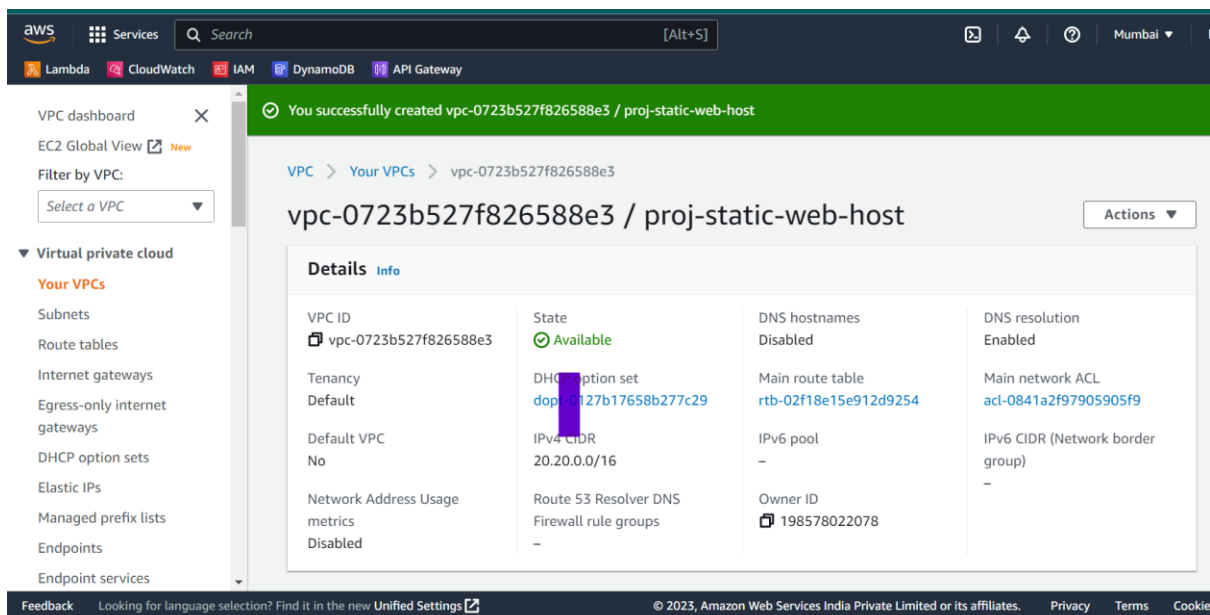 aws Services Search [Alt+S] Mumbai
Lambda CloudWatch IAM DynamoDB API Gateway
VPC dashboard
EC2 Global View New
Filter by VPC:
Select a VPC
Virtual private cloud
Your VPCs
Subnets
Route tables
Internet gateways
Egress-only internet
gateways
DHCP option sets
Elastic IPs
Managed prefix lists
Endpoints
Endpoint services
You successfully created vpc-0723b527f826588e3 / proj-static-web-host
VPC > Your VPCs > vpc-0723b527f826588e3
vpc-0723b527f826588e3 / proj-static-web-host
Actions
Details Info
VPC ID
vpc-0723b527f826588e3
State
Available
DNS hostnames
Disabled
DNS resolution
Enabled
Tenancy
Default
option set
Main route table
rtb-02f18e15e912d9254
Main network ACL
acl-0841a2f97905905f9
Default VPC
No
IPv4 CIDR
20.20.0.0/16
IPv6 pool
–
IPv6 CIDR (Network border
group)
–
Network Address Usage
metrics
Disabled
Route 53 Resolver DNS
Firewall rule groups
–
Owner ID
198578022078
Feedback Looking for language selection? Find it in the new Unified Settings © 2023, Amazon Web Services India Private Limited or its affiliates. Privacy Terms